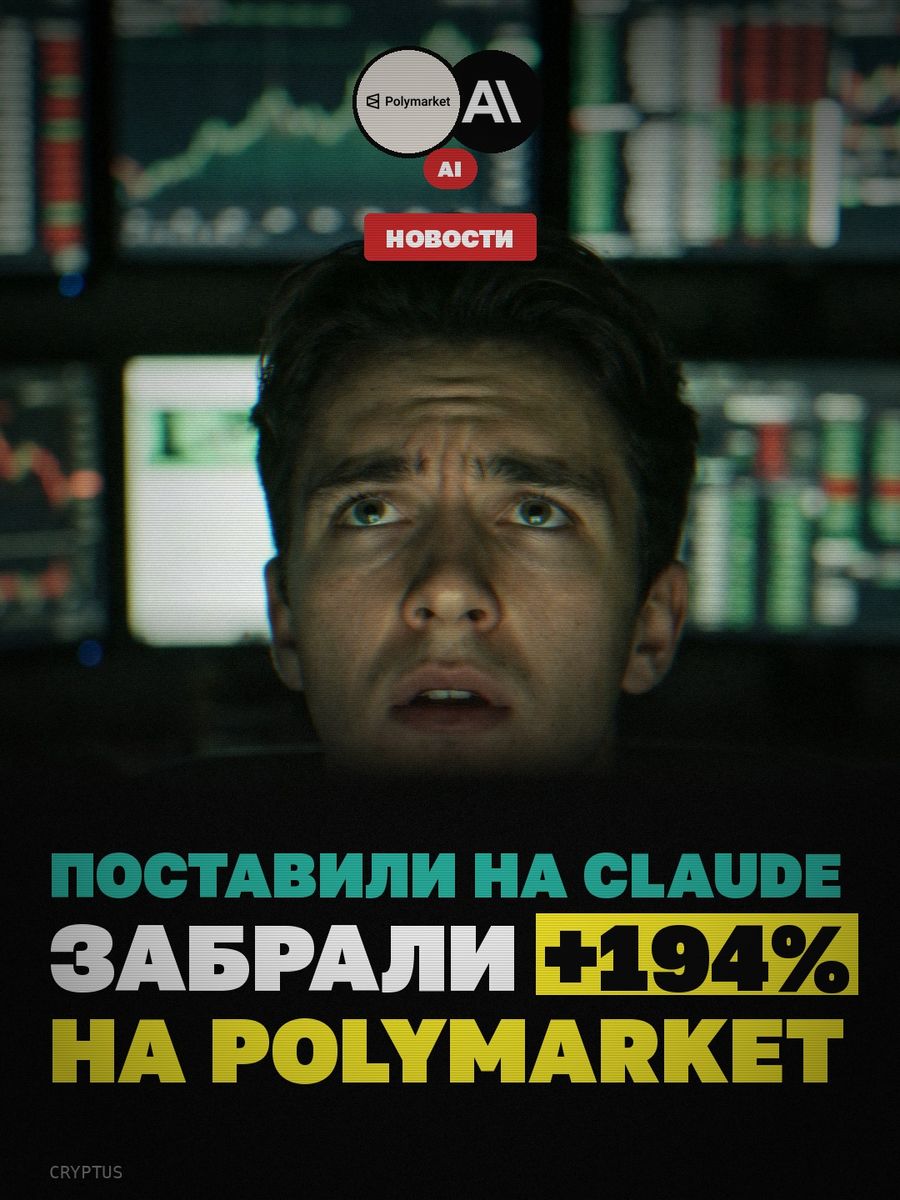 Polymarket
AI
НОВОСТИ
ПОСТАВИЛИ НА CLAUDE
ЗАБРАЛИ +194%
НА POLYMARKET
CRYPTUS